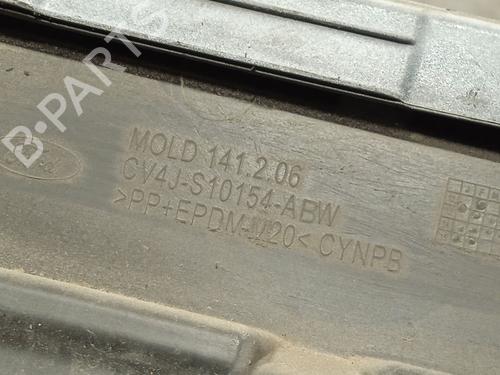 B-PARTS
MOLD 141.2.06
CV4J-S10154-ABW
>PP+EPDM-M20< CYNPB